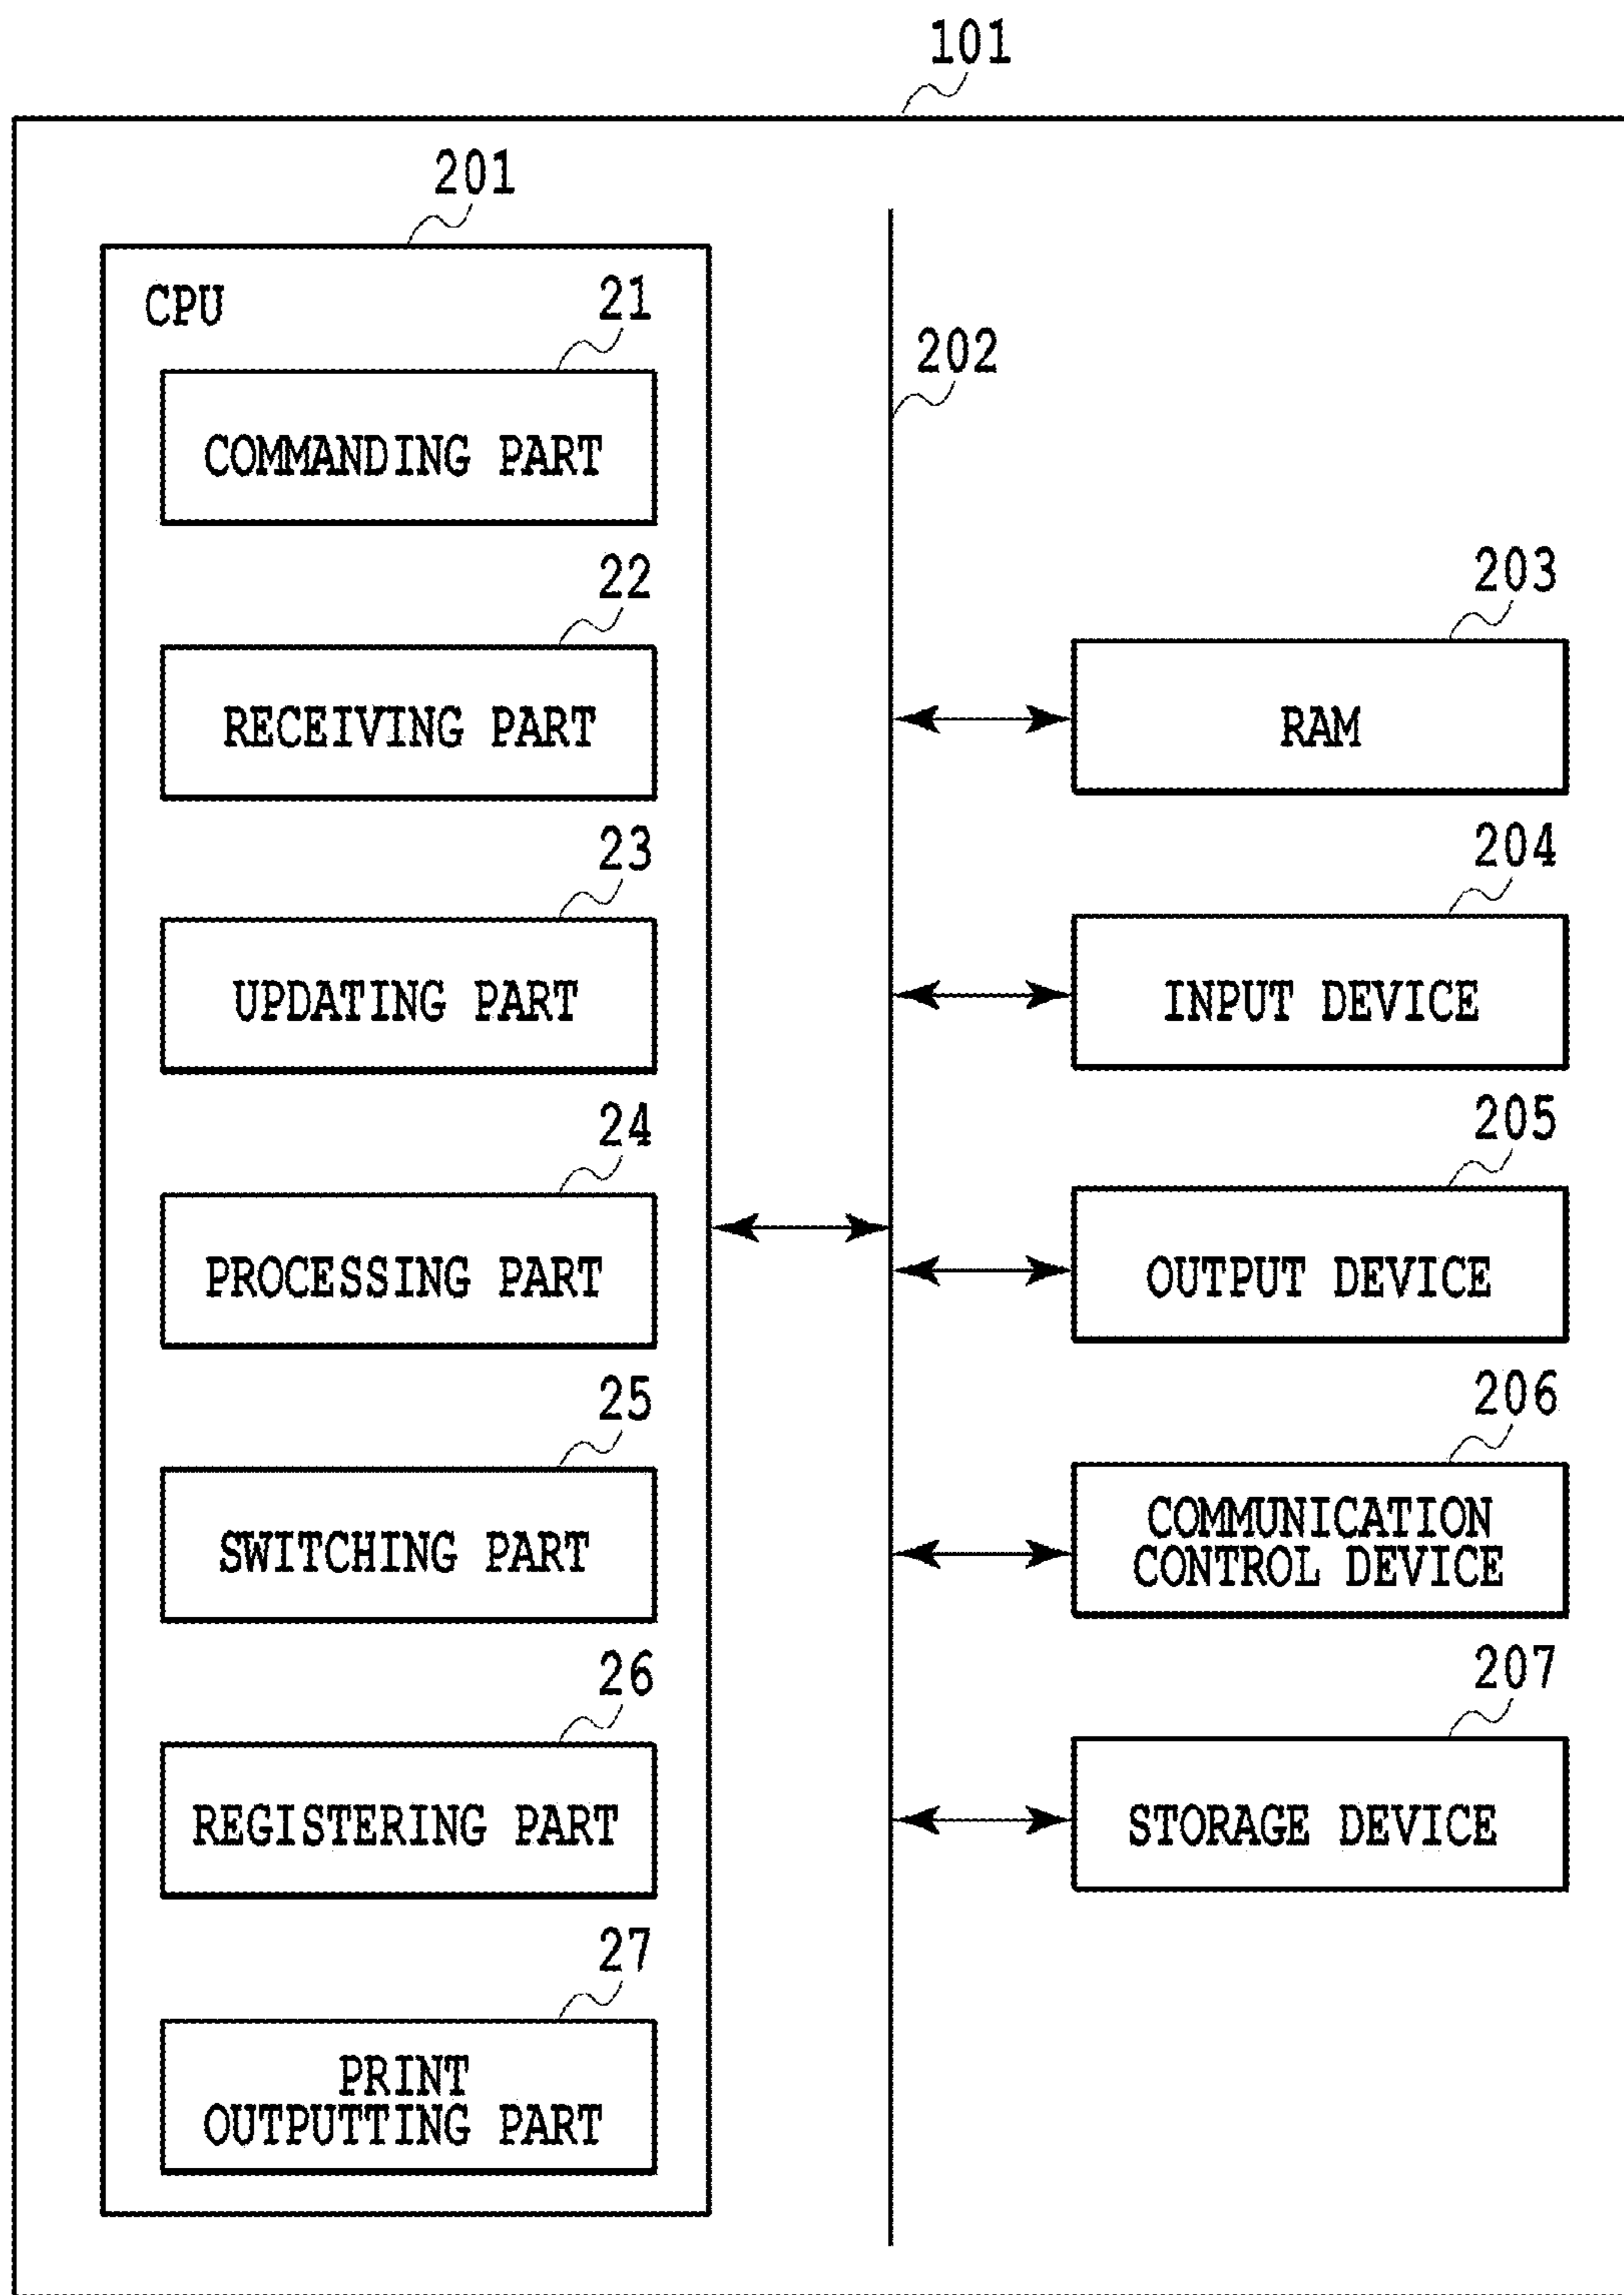 101
201
CPU
21
COMMANDING PART
22
RECEIVING PART
23
UPDATING PART
24
PROCESSING PART
25
SWITCHING PART
26
REGISTERING PART
27
PRINT
OUTPUTTING PART
202
203
RAM
204
INPUT DEVICE
205
OUTPUT DEVICE
206
COMMUNICATION
CONTROL DEVICE
207
STORAGE DEVICE